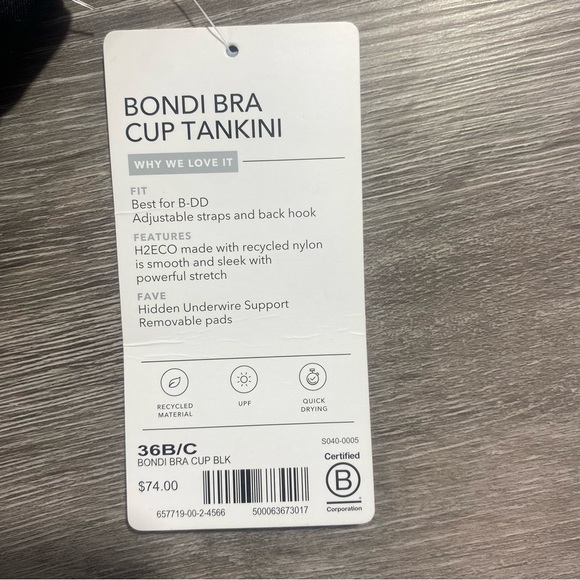 BONDI BRA
CUP TANKINI
WHY WE LOVE IT
FIT
Best for B-DD
Adjustable straps and back hook
FEATURES
H2ECO made with recycled nylon
is smooth and sleek with
powerful stretch
FAVE
Hidden Underwire Support
Removable pads
RECYCLED
MATERIAL
UPF
QUICK
DRYING
S040-0005
36B/C
BONDI BRA CUP BLK
$74.00
657719-00-2-4566
500063673017
Certified
B
Corporation